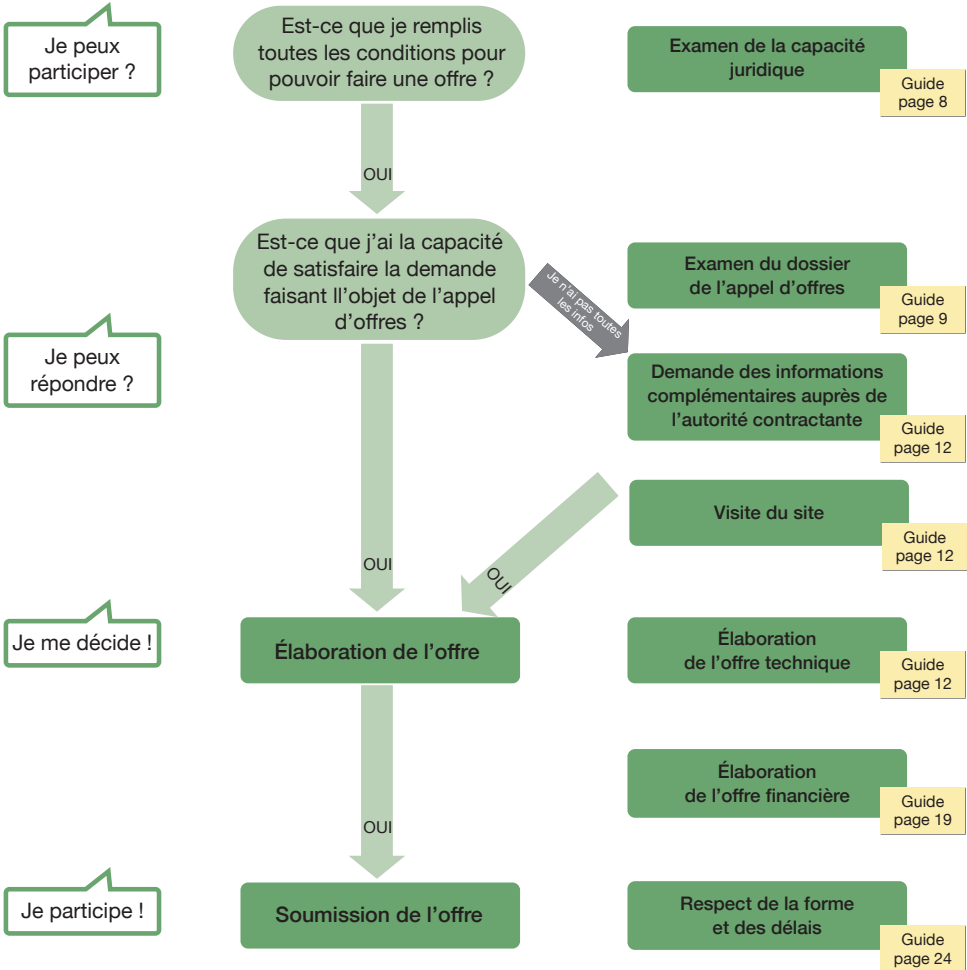 Je peux
participer ?
Est-ce que je remplis
toutes les conditions pour
pouvoir faire une offre ?
Examen de la capacité
juridique
Guide
page 8
OUI
Est-ce que j'ai la capacité
de satisfaire la demande
faisant ll'objet de l'appel
d'offres ?
Je n'ai pas toutes
les infos
Examen du dossier
de l'appel d'offres
Guide
page 9
Je peux
répondre ?
Demande des informations
complémentaires auprès de
l'autorité contractante
Guide
page 12
Visite du site
Guide
page 12
OUI
OUI
Je me décide !
Élaboration de l'offre
Élaboration
de l'offre technique
Guide
page 12
Élaboration
de l'offre financière
Guide
page 19
OUI
Je participe !
Soumission de l'offre
Respect de la forme
et des délais
Guide
page 24